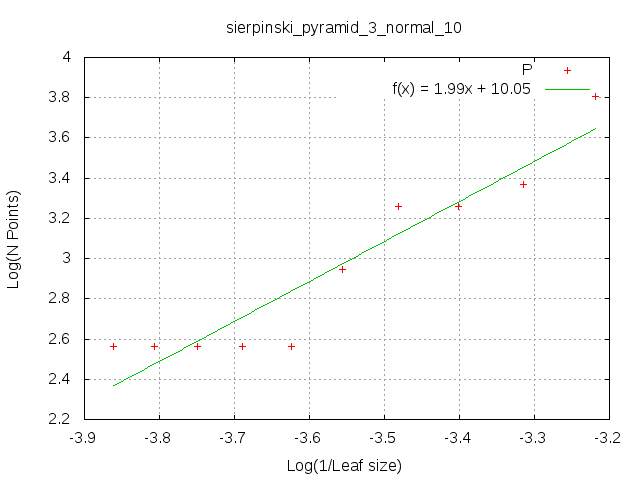 sierpinski_pyramid_3_normal_10
P
f(x) = 1.99x + 10.05
Log(N Points)
4
3.8
3.6
3.4
3.2
3
2.8
2.6
2.4
2.2
-3.9 -3.8 -3.7 -3.6 -3.5 -3.4 -3.3 -3.2
Log(1/Leaf size)